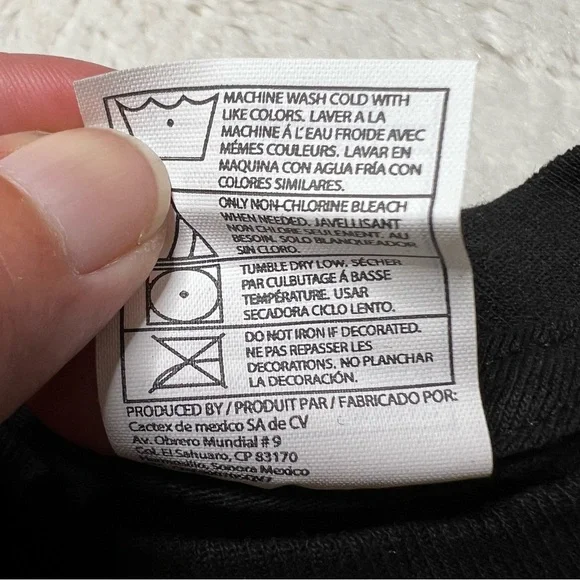 MACHINE WASH COLD WITH
LIKE COLORS. LAVER A LA
MACHINE Á L'EAU FROIDE AVEC
MÉMES COULEURS. LAVAR EN
MAQUINA CON AGUA FRÍA CON
COLORES SIMILARES.
ONLY NON-CHLORINE BLEACH
WHEN NEEDED. JAVELLISANT
NON CHLORE SEULEMENT. AU
BESOIN. SOLO BLANQUEADOR
SIN CLORO.
TUMBLE DRY LOW. SÉCHER
PAR CULBUTAGE Á BASSE
TEMPÉRATURE. USAR
SECADORA CICLO LENTO.
DO NOT IRON IF DECORATED.
NE PAS REPASSER LES
DECORATIONS. NO PLANCHAR
LA DECORACIÓN.
PRODUCED BY / PRODUIT PAR / FABRICADO POR:
Cactex de mexico SA de CV
Av. Obrero Mundial # 9
Col. El Sahuaro, CP 83170
Hermosillo, Sonora Mexico